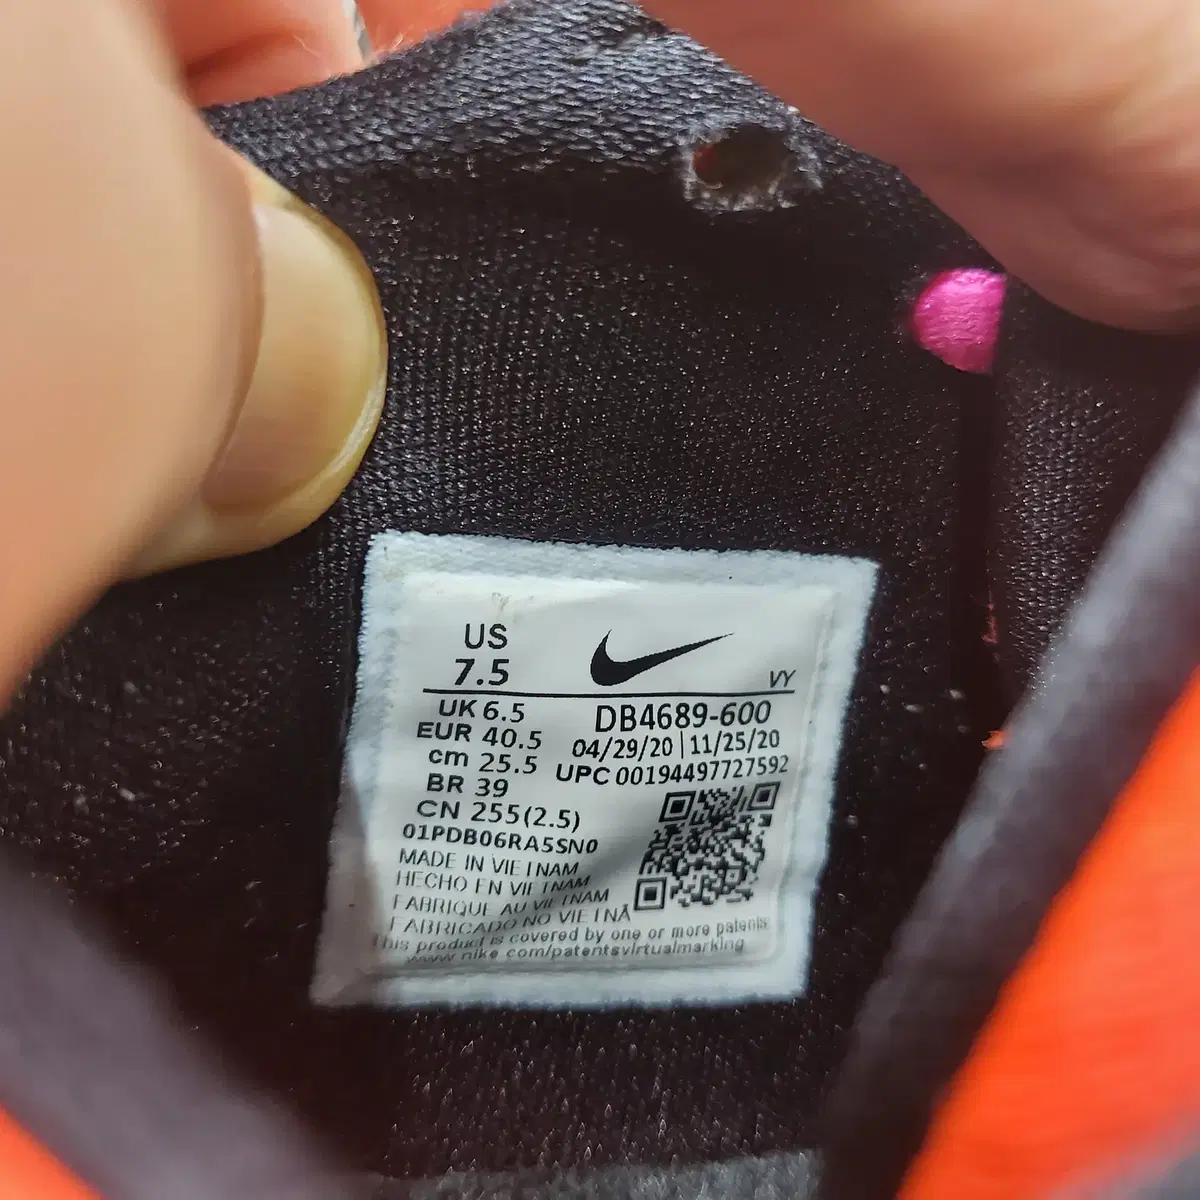 US
7.5
VY
UK 6.5
EUR 40.5
cm 25.5
BR 39
CN 255(2.5)
DB4689-600
04/29/20 | 11/25/20
UPC 00194497727592
01PDB06RA5SN0
MADE IN VIETNAM
HECHO EN VIETNAM
FABRIQUE AU VIETNAM
FABRICADO NO VIETNÃ
This product is covered by one or more patents
www.nike.com/patentsvirtualmarking